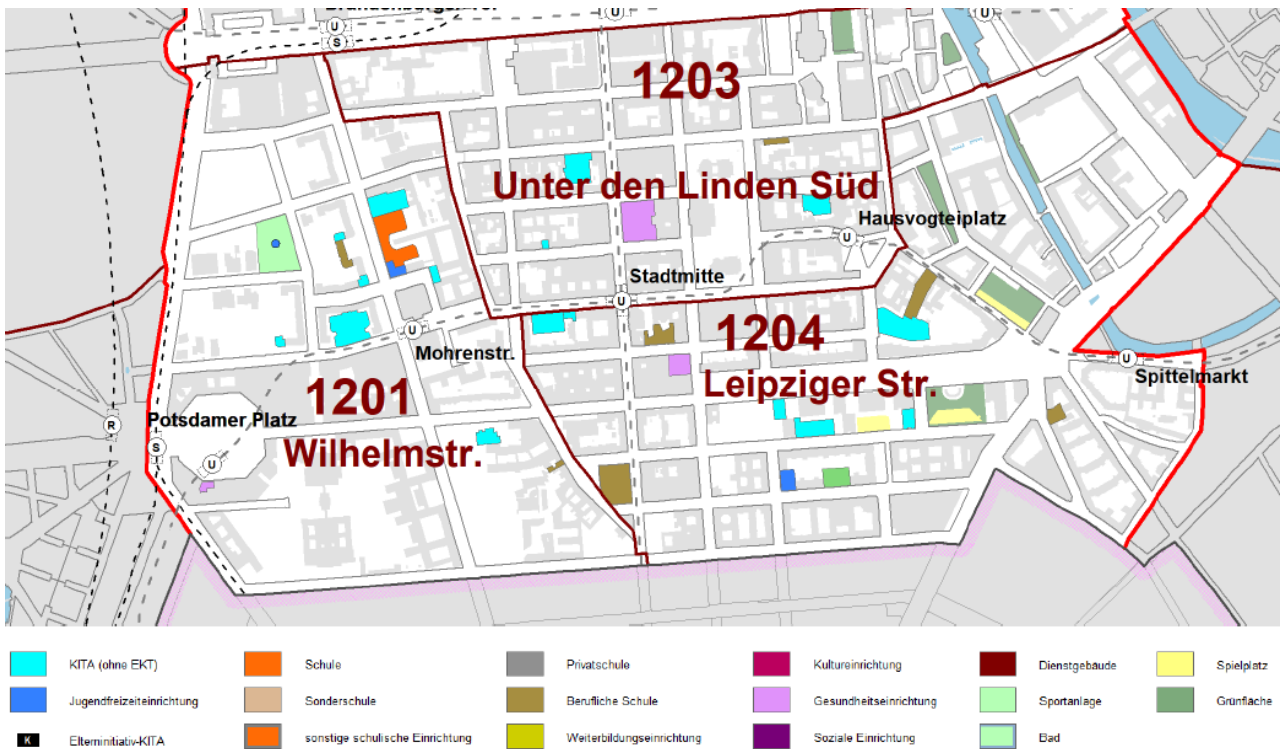 U
S
U
U
1203
Unter den Linden Süd
Hausvogteiplatz
U
Stadtmitte
U
U
Mohrenstr.
1204
Leipziger Str.
U
Spittelmarkt
1201
Wilhelmstr.
Potsdamer Platz
R
S
U
KITA (ohne EKT)
Schule
Privatschule
Kultureinrichtung
Dienstgebäude
Spielplatz
Jugendfreizeiteinrichtung
Sonderschule
Berufliche Schule
Gesundheitseinrichtung
Sportanlage
Grünfläche
K
Elterninitiativ-KITA
sonstige schulische Einrichtung
Weiterbildungseinrichtung
Soziale Einrichtung
Bad